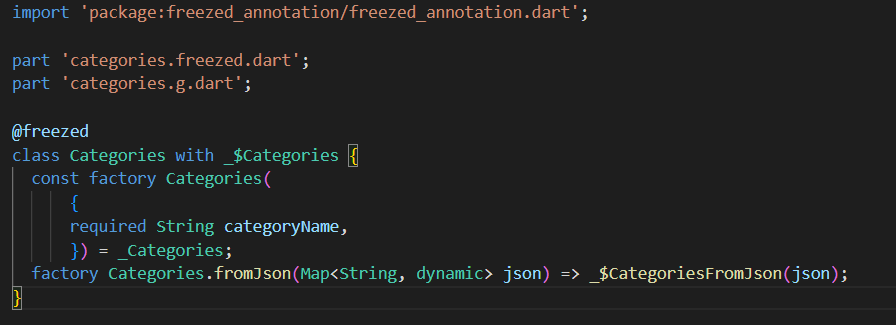 import 'package:freezed_annotation/freezed_annotation.dart';
part 'categories.freezed.dart';
part 'categories.g.dart';
@freezed
class Categories with _$Categories {
const factory Categories(
{
required String categoryName,
}) = _Categories;
factory Categories.fromJson(Map<String, dynamic> json) => _$CategoriesFromJson(json);
}